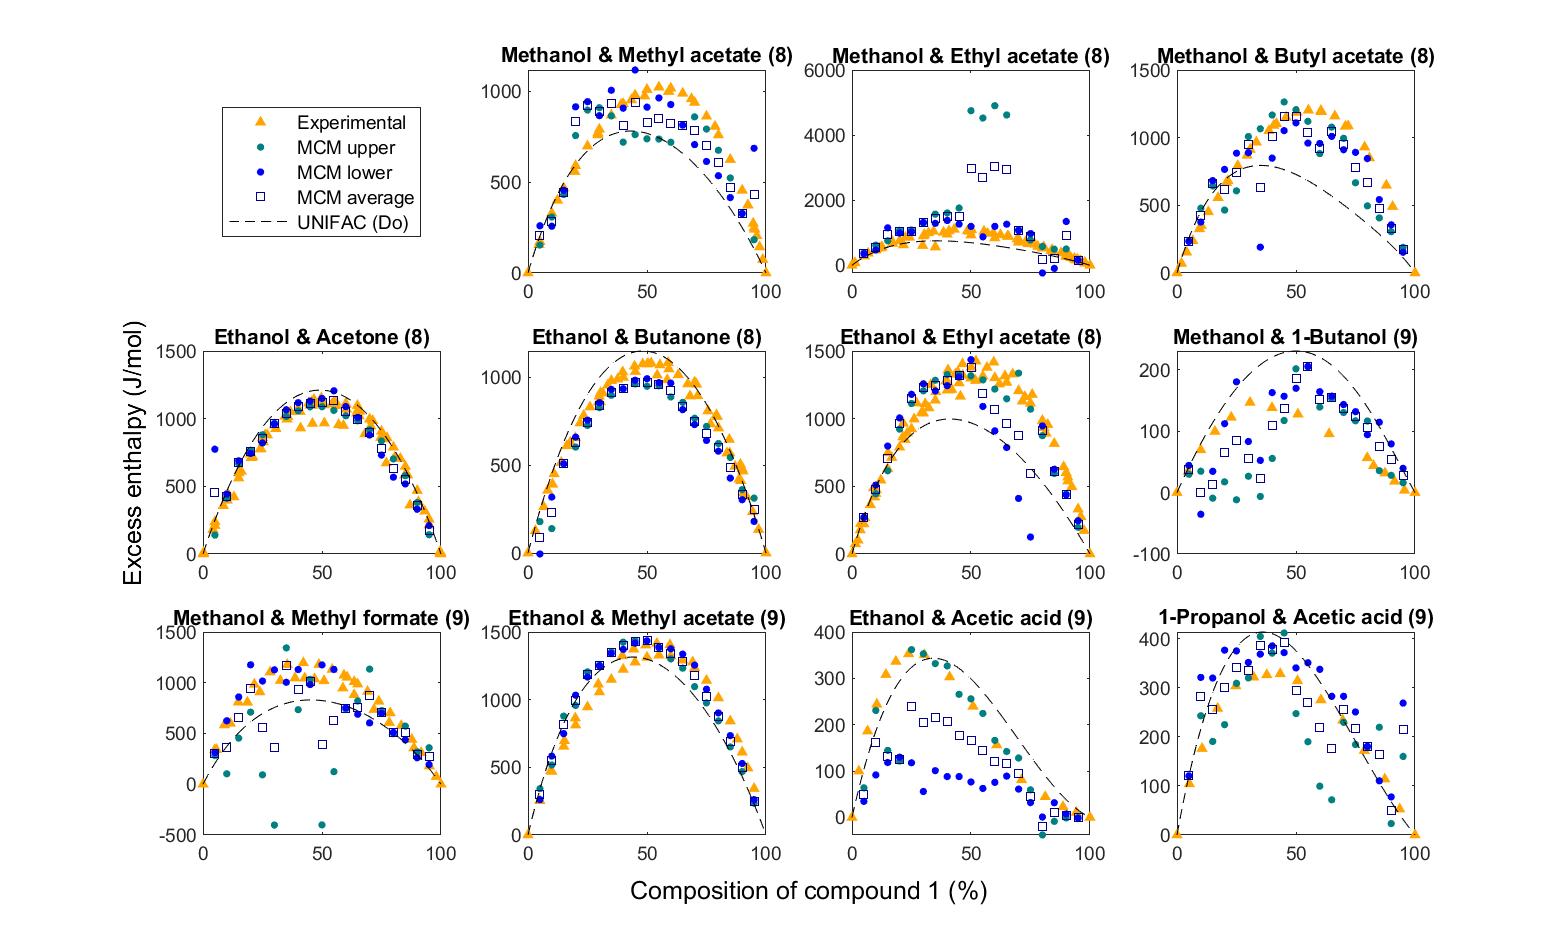 Methanol & Methyl acetate (8)
Methanol & Ethyl acetate (8)
Methanol & Butyl acetate (8)
Experimental
MCM upper
MCM lower
MCM average
UNIFAC (Do)
1000
500
0
0 50 100
6000
4000
2000
0
0 50 100
1500
1000
500
0
0 50 100
Excess enthalpy (J/mol)
Ethanol & Acetone (8)
Ethanol & Butanone (8)
Ethanol & Ethyl acetate (8)
Methanol & 1-Butanol (9)
1500
1000
500
0
0 50 100
1000
500
0
0 50 100
1500
1000
500
0
0 50 100
200
100
0
-100
0 50 100
Methanol & Methyl formate (9)
Ethanol & Methyl acetate (9)
Ethanol & Acetic acid (9)
1-Propanol & Acetic acid (9)
1500
1000
500
0
-500
0 50 100
1500
1000
500
0
0 50 100
400
300
200
100
0
0 50 100
400
300
200
100
0
0 50 100
Composition of compound 1 (%)